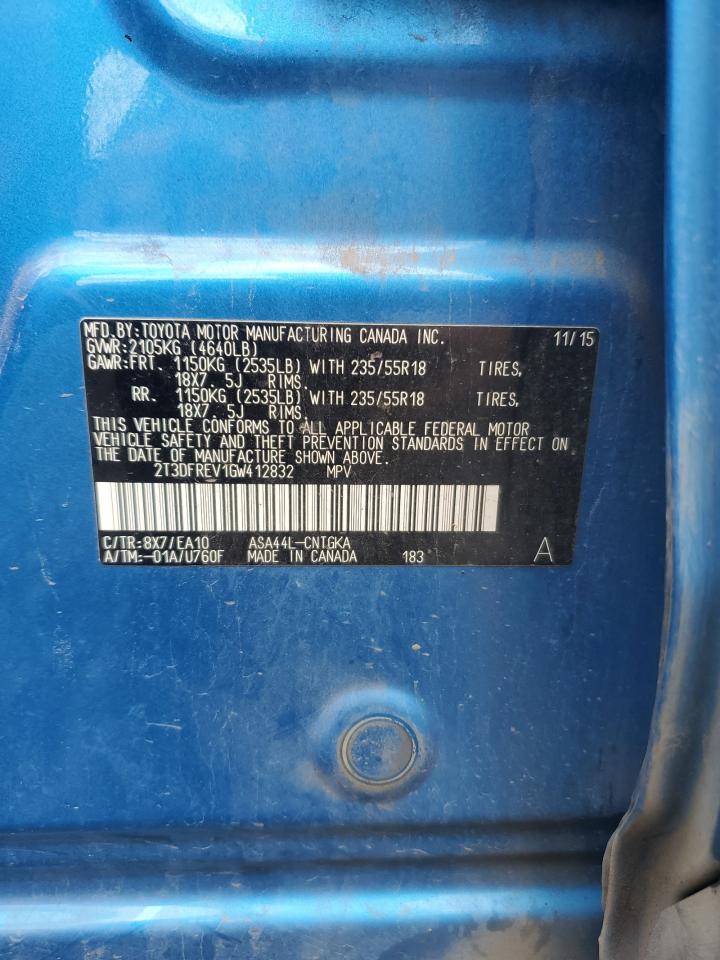 MFD.BY:TOYOTA MOTOR MANUFACTURING CANADA INC. 11/15
GVWR:2105KG (4640LB)
GAWR:FRT. 1150KG (2535LB) WITH 235/55R18 TIRES,
18X7. 5J RIMS.
RR. 1150KG (2535LB) WITH 235/55R18 TIRES,
18X7. 5J RIMS.
THIS VEHICLE CONFORMS TO ALL APPLICABLE FEDERAL MOTOR
VEHICLE SAFETY AND THEFT PREVENTION STANDARDS IN EFFECT ON
THE DATE OF MANUFACTURE SHOWN ABOVE.
2T3DFREV1GW412832 MPV
C/TR:8X7/EA10 ASA44L-CNTGKA
A/TM:-01A/U760F MADE IN CANADA 183 A